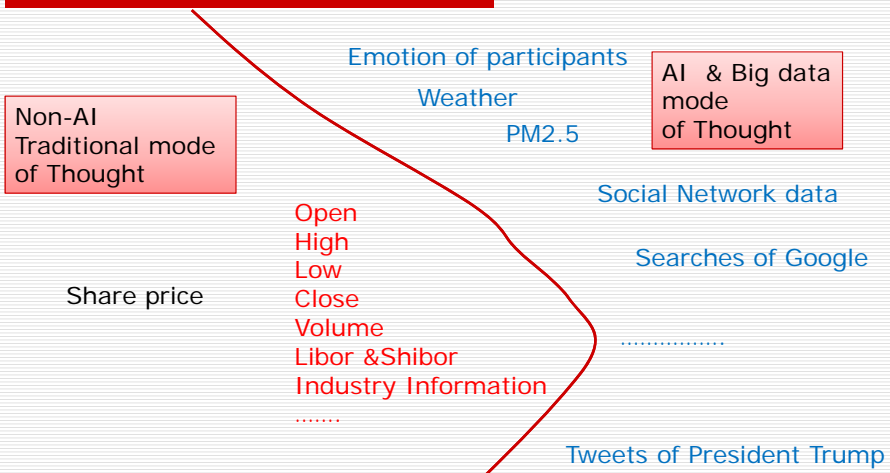 Emotion of participants
Weather
PM2.5
AI & Big data
mode
of Thought
Non-AI
Traditional mode
of Thought
Social Network data
Searches of Google
Share price
Open
High
Low
Close
Volume
Libor &Shibor
Industry Information
.......
................
Tweets of President Trump